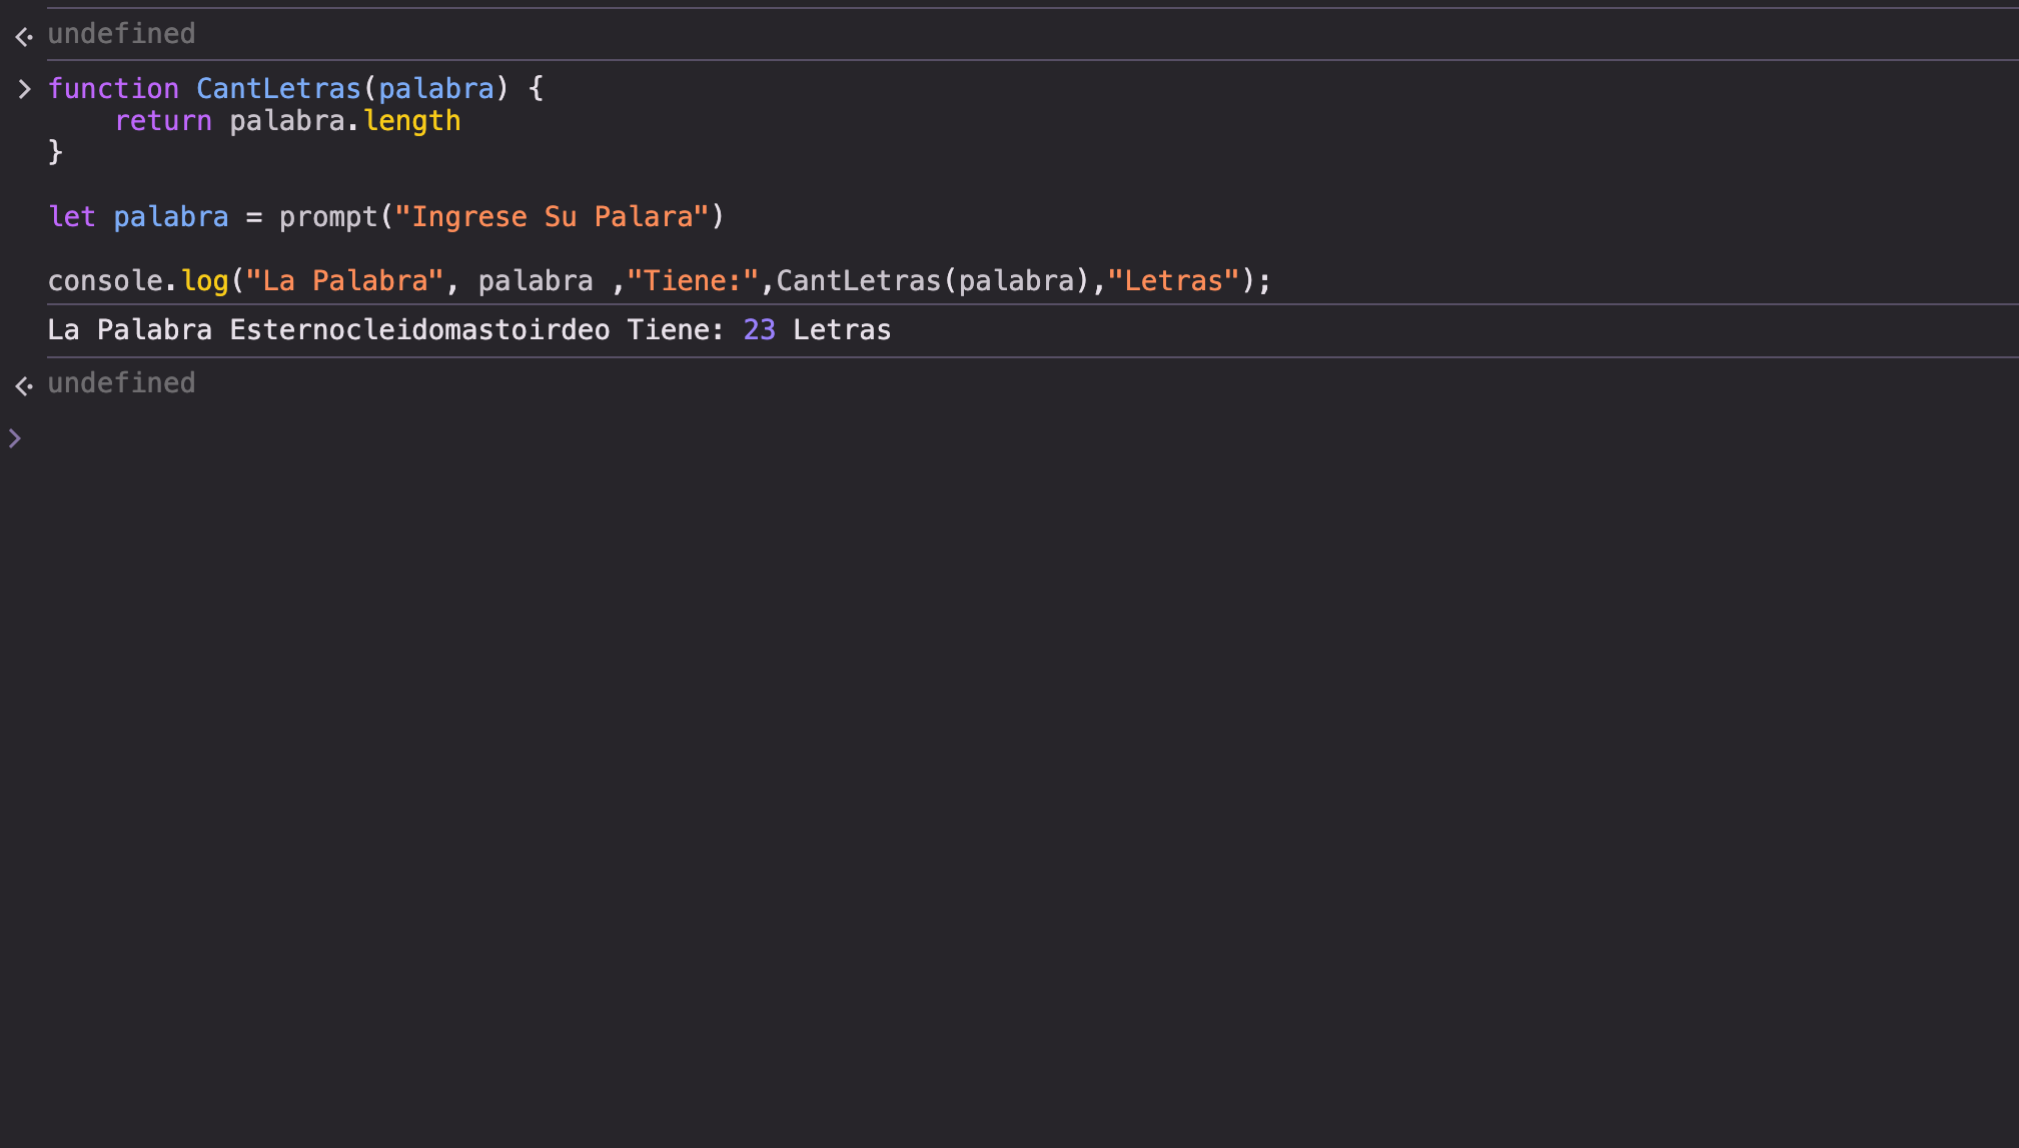 undefined
function CantLetras(palabra) {
    return palabra.length
}
let palabra = prompt("Ingrese Su Palara")
console.log("La Palabra", palabra ,"Tiene:",CantLetras(palabra),"Letras");
La Palabra Esternocleidomastoirdeo Tiene: 23 Letras
undefined